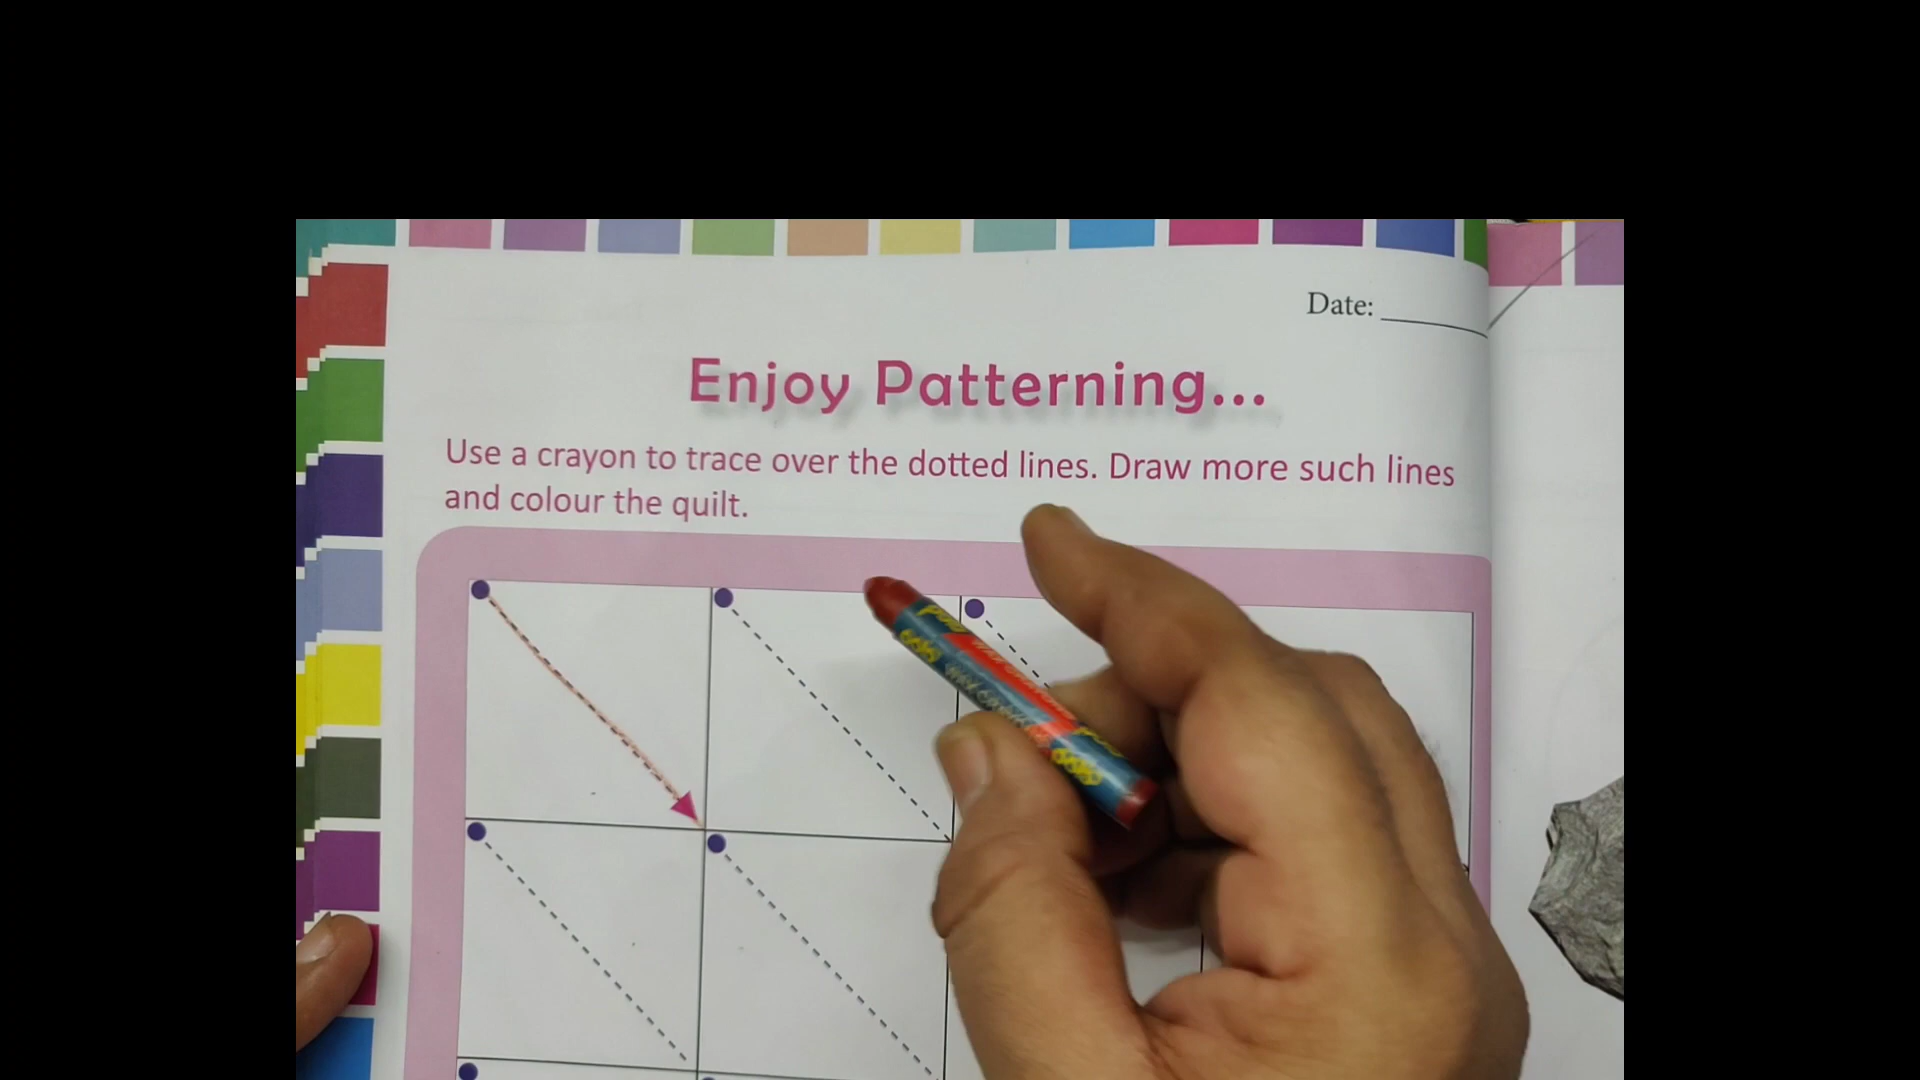 Date:
Enjoy Patterning...
Use a crayon to trace over the dotted lines. Draw more such lines
and colour the quilt.